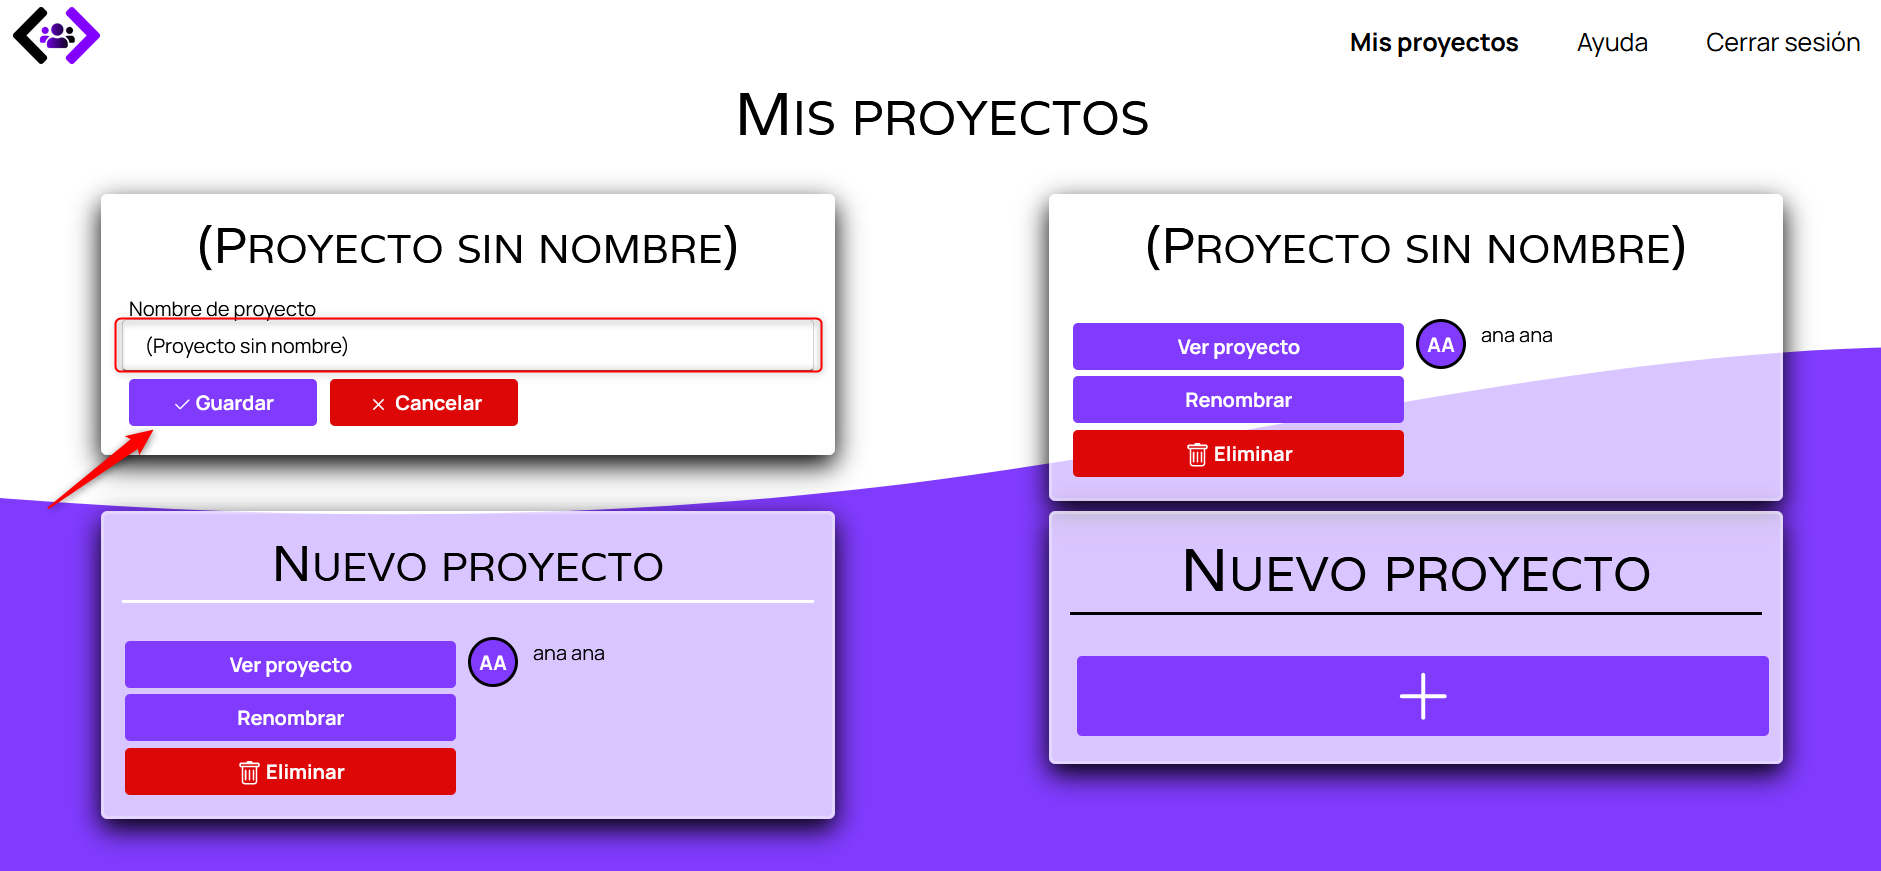 Mis proyectos
Ayuda
Cerrar sesión
Mis proyectos
(Proyecto sin nombre)
Nombre de proyecto
(Proyecto sin nombre)
Guardar
Cancelar
(Proyecto sin nombre)
Ver proyecto
AA
ana ana
Renombrar
Eliminar
Nuevo proyecto
Ver proyecto
AA
ana ana
Renombrar
Eliminar
Nuevo proyecto